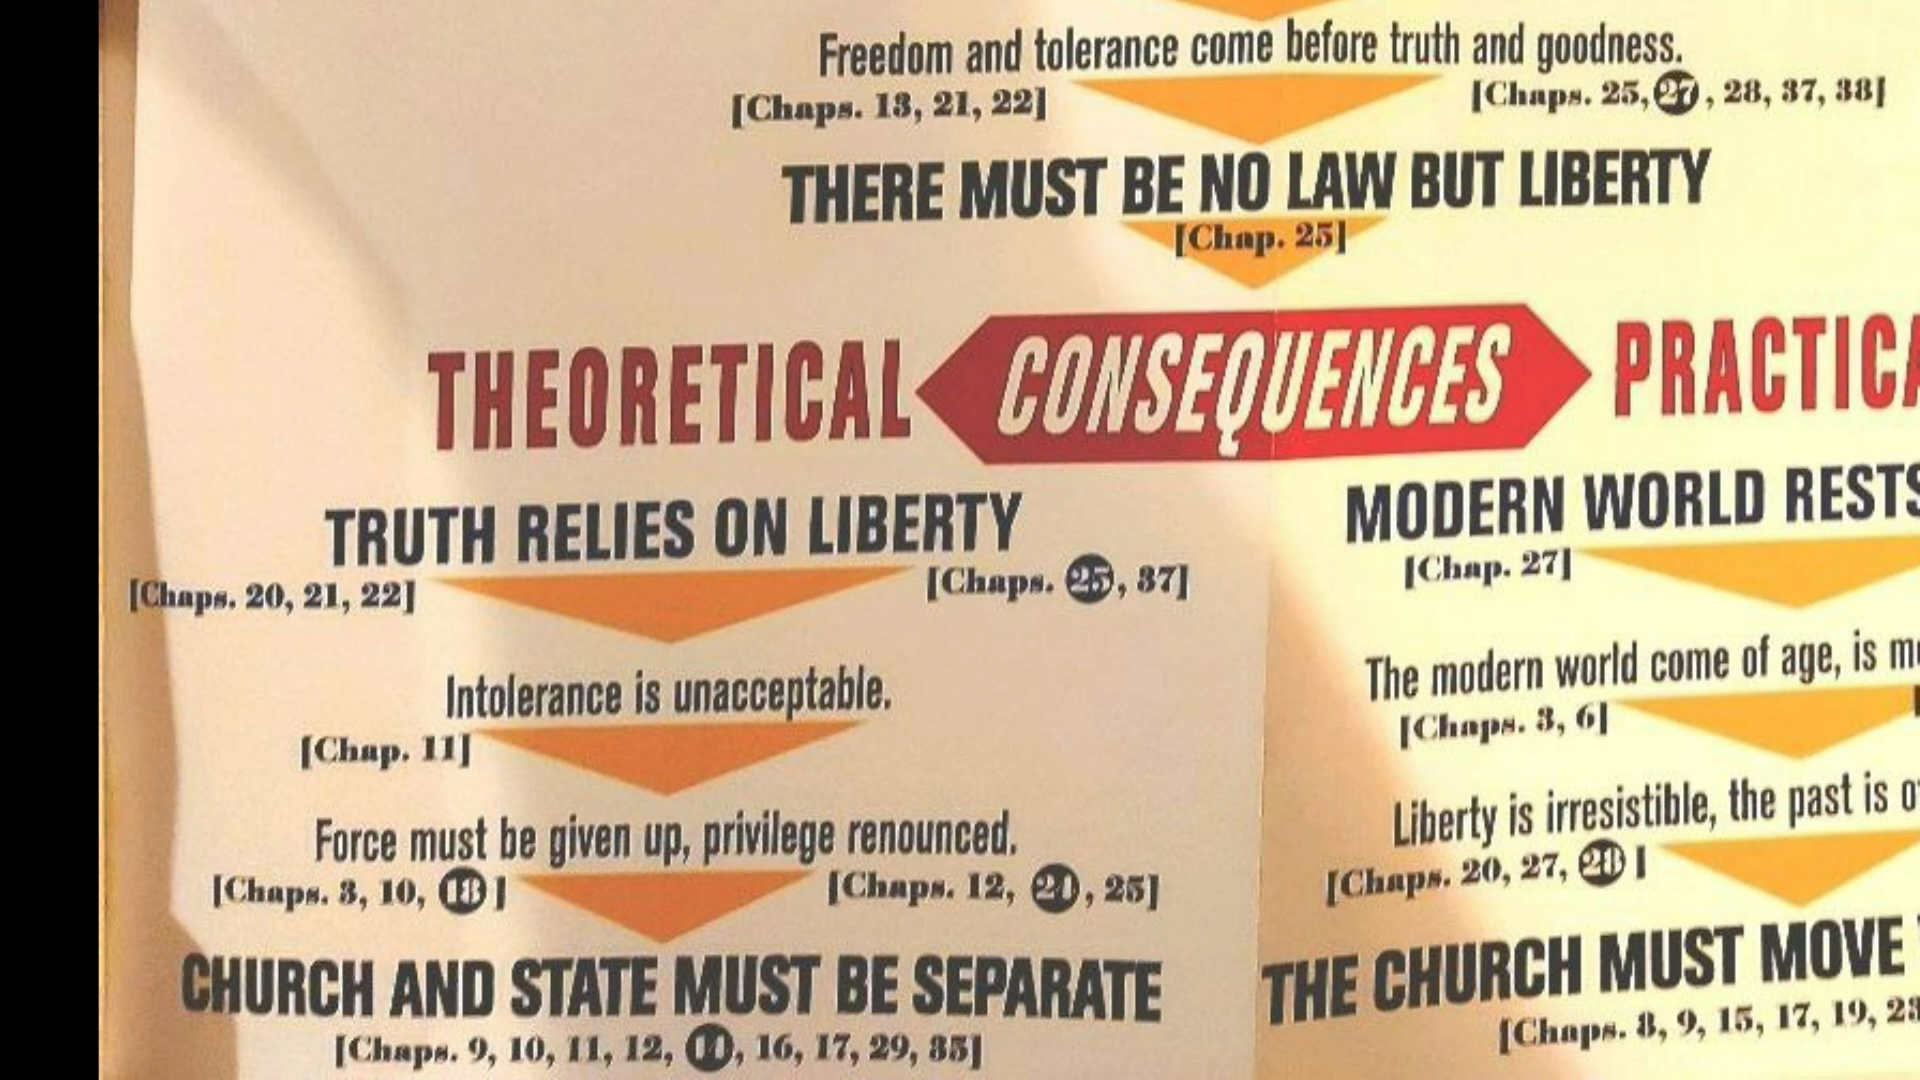 Freedom and tolerance come before truth and goodness.
[Chaps. 13, 21, 22] [Chaps. 25, 27, 28, 37, 38]
THERE MUST BE NO LAW BUT LIBERTY
[Chap. 25]
THEORETICAL CONSEQUENCES PRACTICA
TRUTH RELIES ON LIBERTY
[Chaps. 20, 21, 22] [Chaps. 25, 37]
Intolerance is unacceptable.
[Chap. 11]
Force must be given up, privilege renounced.
[Chaps. 3, 10, 18] [Chaps. 12, 21, 25]
CHURCH AND STATE MUST BE SEPARATE
[Chaps. 9, 10, 11, 12, 14, 16, 17, 29, 35]
MODERN WORLD RESTS
[Chap. 27]
The modern world come of age, is
[Chaps. 3, 6]
Liberty is irresistible, the past is
[Chaps. 20, 27, 28]
THE CHURCH MUST MOVE
[Chaps. 8, 9, 15, 17, 19, 23